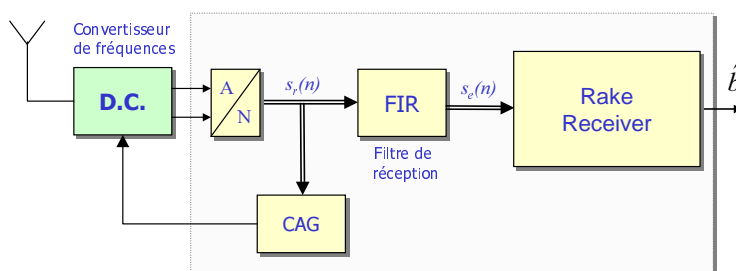 Convertisseur
de fréquences
D.C.
A
N
s_r(n)
FIR
s_e(n)
Rake
Receiver
b̂
Filtre de
réception
CAG